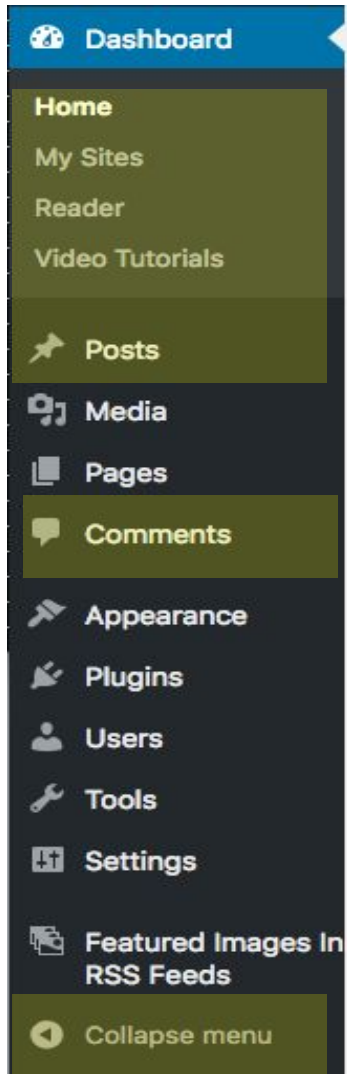 Dashboard
Home
My Sites
Reader
Video Tutorials
Posts
Media
Pages
Comments
Appearance
Plugins
Users
Tools
Settings
Featured Images In
RSS Feeds
Collapse menu